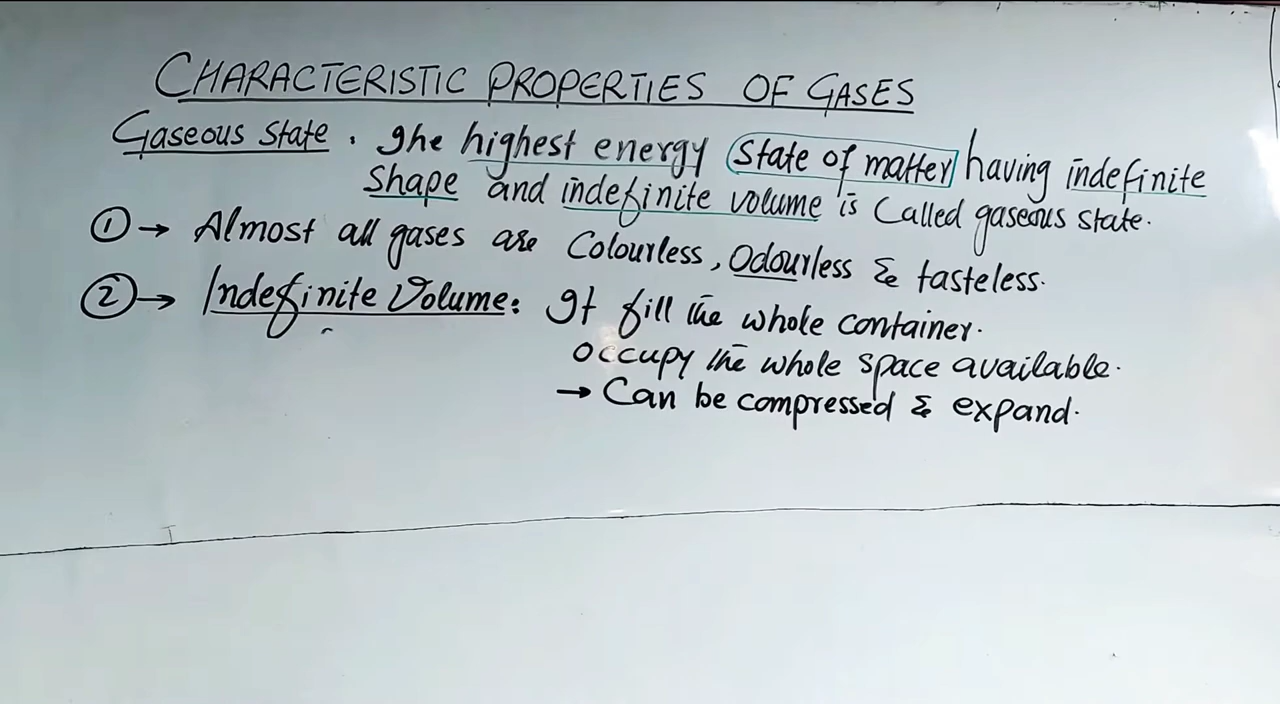 CHARACTERISTIC PROPERTIES OF GASES
Gaseous State . The highest energy state of matter having indefinite
shape and indefinite volume is Called gaseous state.
① → Almost all gases are Colourless, Odourless & tasteless.
② → Indefinite Volume: It fill the whole container.
Occupy the whole space available.
→ Can be compressed & expand.